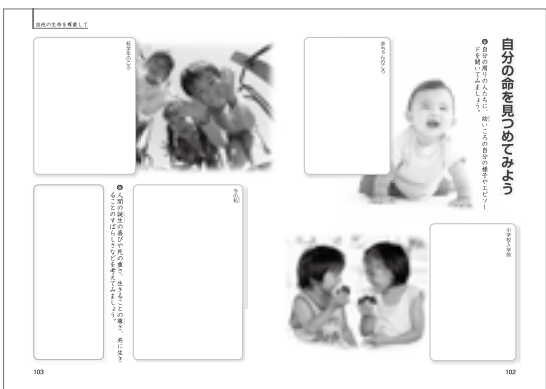 自他の生命を尊重して
自分の命を見つめてみよう
自分の周りの人たちに、幼いころの自分の様子やエピソー
ドを聞いてみましょう。
赤ちゃんのころ
小学校入学前
低学年のころ
今の私
人間の誕生の喜びや死の重さ、生きることの尊さ、共に生き
ることのすばらしさなどを考えてみましょう。
103
102